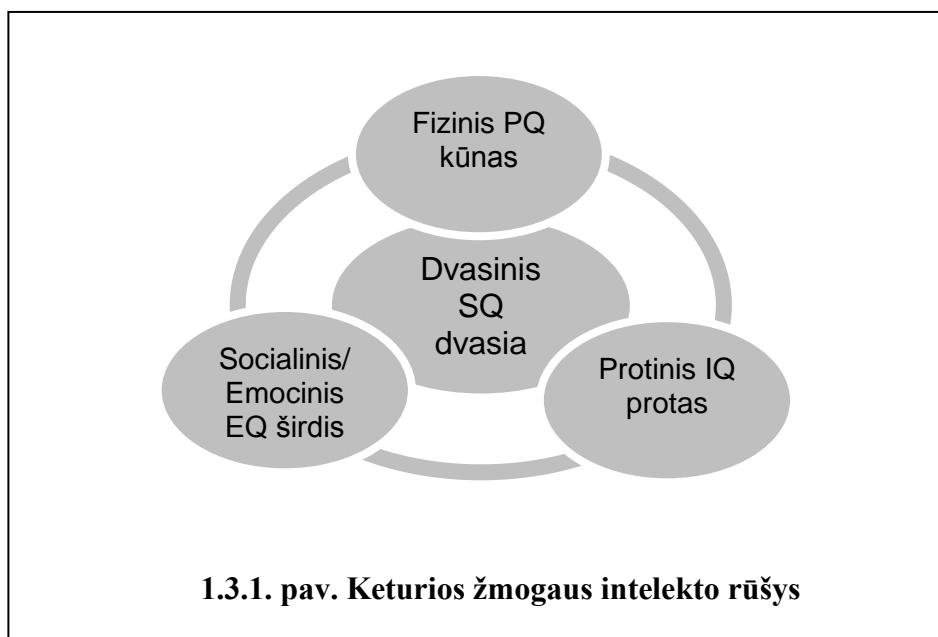 Fizinis PQ
kūnas
Dvasinis
SQ
dvasia
Socialinis/
Emocinis
EQ širdis
Protinis IQ
protas
1.3.1. pav. Keturios žmogaus intelekto rūšys